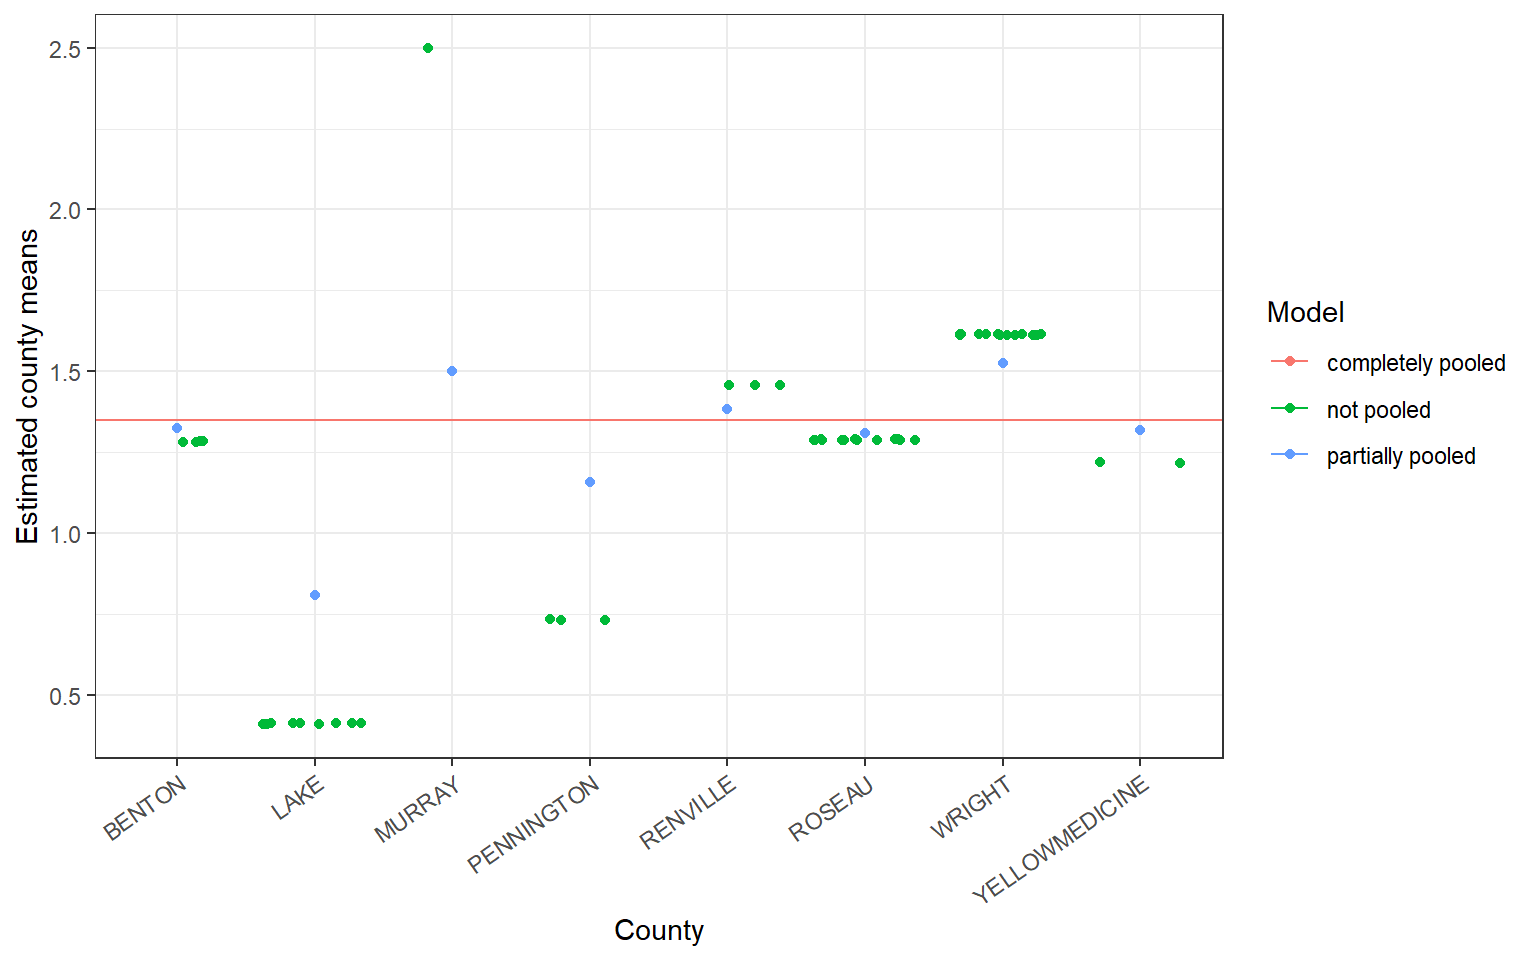 Estimated county means
2.5
2.0
1.5
1.0
0.5
BENTON
LAKE
MURRAY
PENNINGTON
RENVILLE
ROSEAU
WRIGHT
YELLOWMEDICINE
County
Model
completely pooled
not pooled
partially pooled